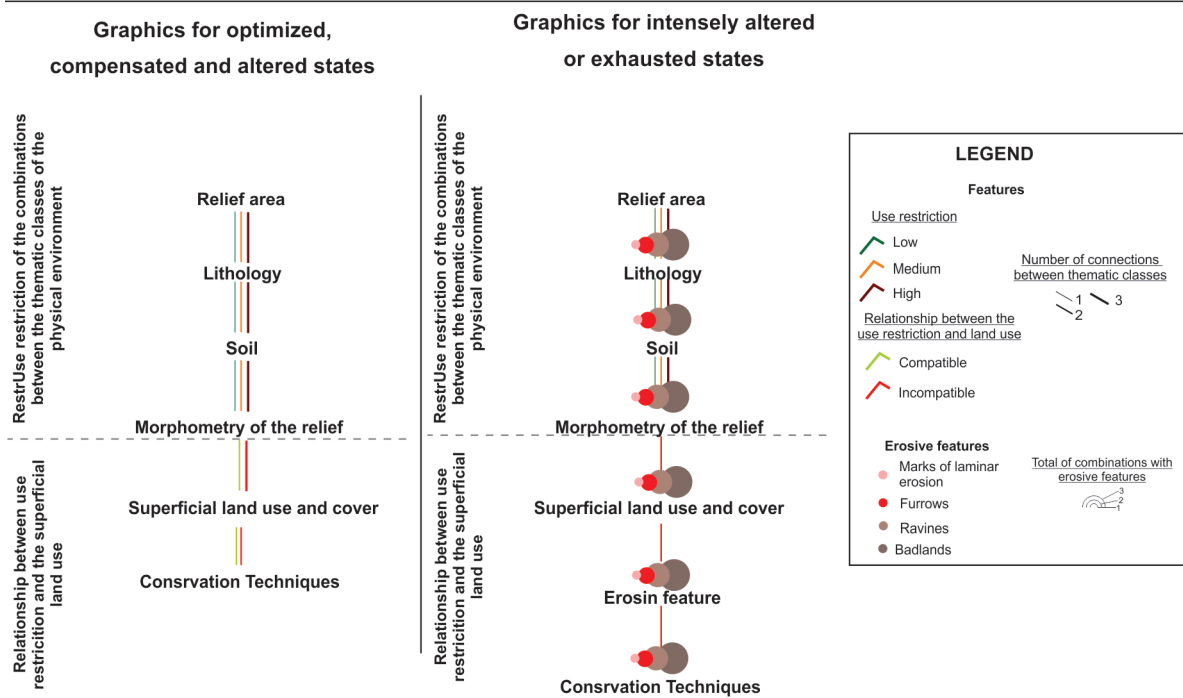 Graphics for optimized,
compensated and altered states
RestrUse restriction of the combinations
between the thematic classes of the
physical environment
Relief area
Lithology
Soil
Morphometry of the relief
Relationship between use
restricition and the superficial
land use
Superficial land use and cover
Consrvation Techniques
Graphics for intensely altered
or exhausted states
RestrUse restriction of the combinations
between the thematic classes of the
physical environment
Relief area
Lithology
Soil
Morphometry of the relief
Relationship between use
restricition and the superficial
land use
Superficial land use and cover
Erosin feature
Consrvation Techniques
LEGEND
Features
Use restriction
Low
Medium
High
Relationship between the
use restriction and land use
Compatible
Incompatible
Number of connections
between thematic classes
1 3
2
Erosive features
Marks of laminar
erosion
Furrows
Ravines
Badlands
Total of combinations with
erosive features
3
2
1